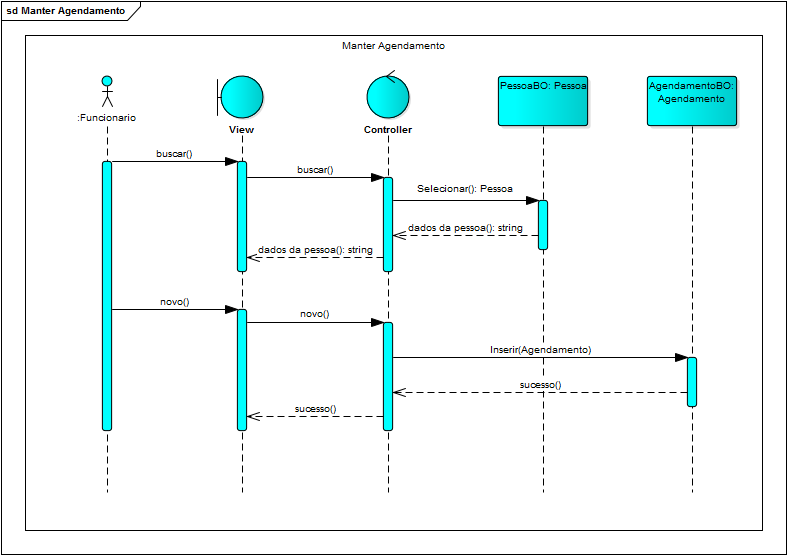 sd Manter Agendamento
Manter Agendamento
:Funcionario
View
Controller
PessoaBO: Pessoa
AgendamentoBO:
Agendamento
buscar()
buscar()
Selecionar(): Pessoa
dados da pessoa(): string
dados da pessoa(): string
novo()
novo()
Inserir(Agendamento)
sucesso()
sucesso()